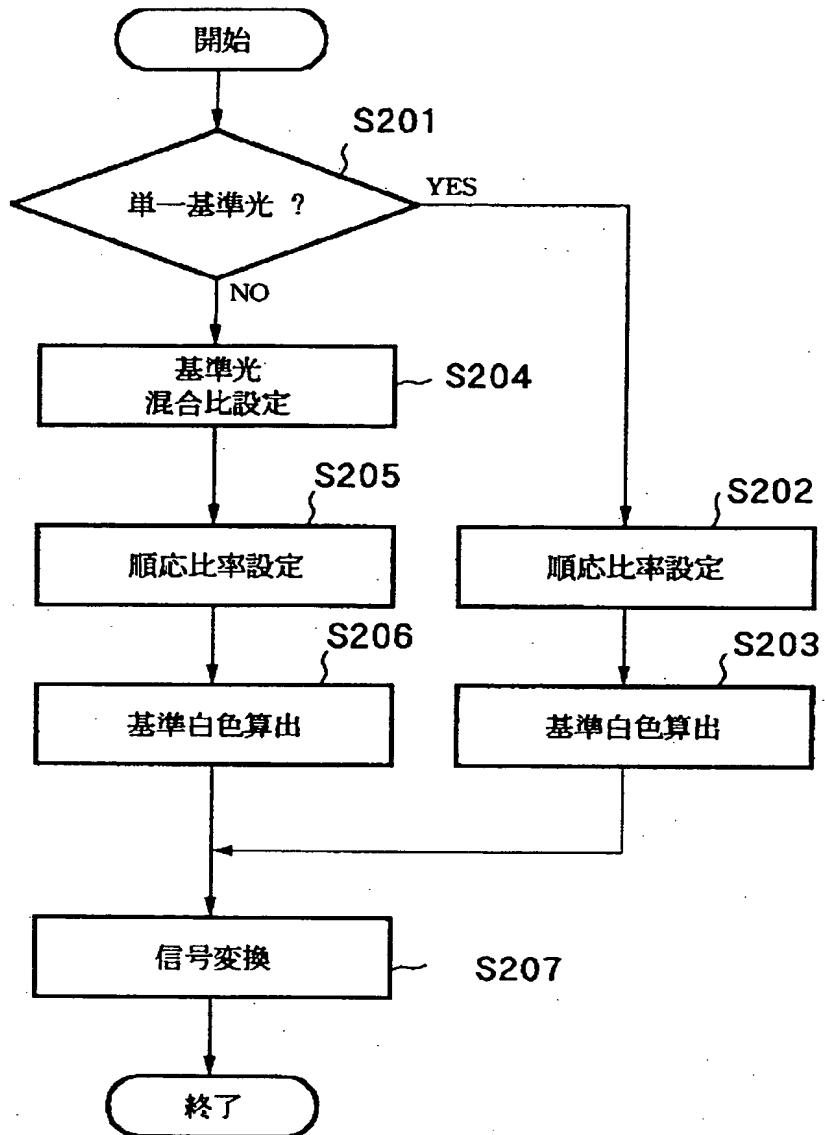 開始
S201
単一基準光 ?
YES
NO
基準光
混合比設定
S204
S205
順応比率設定
S202
順応比率設定
S206
基準白色算出
S203
基準白色算出
信号変換
S207
終了